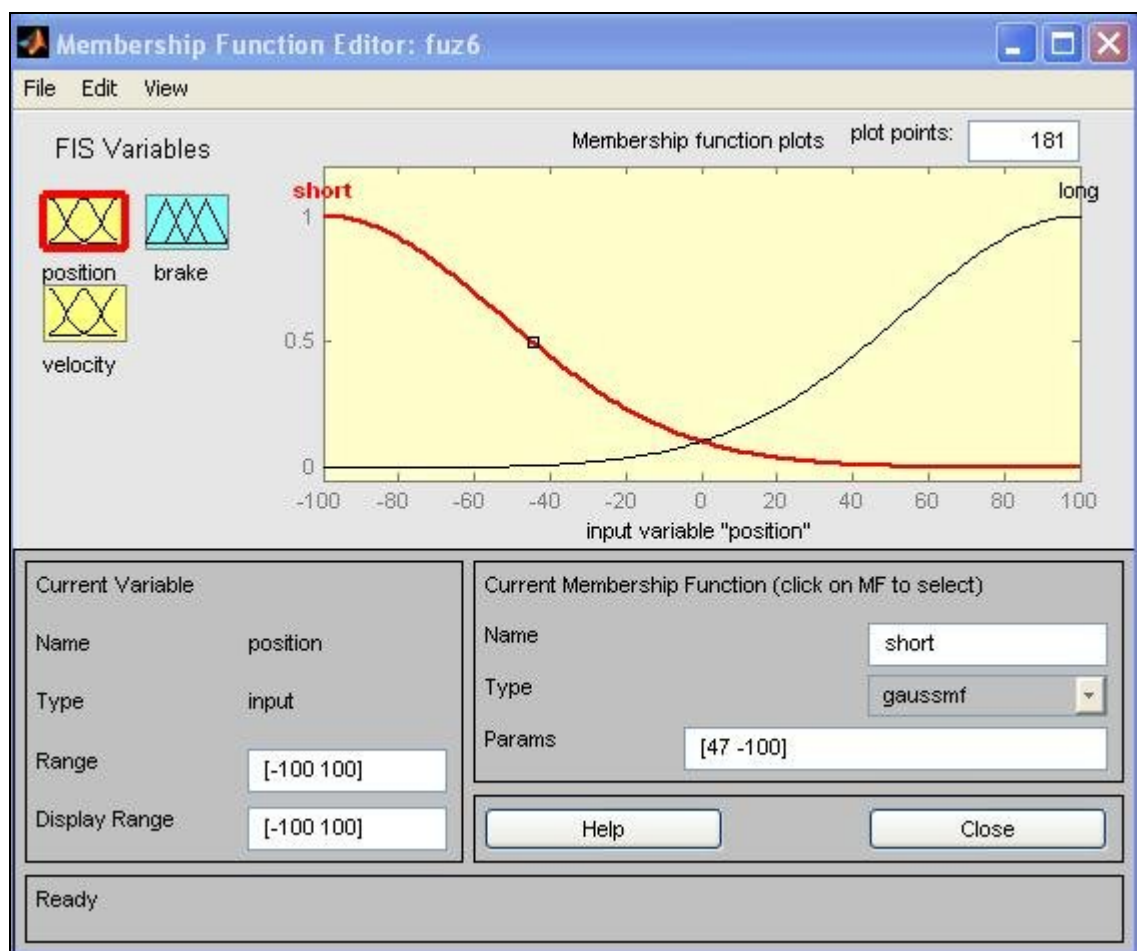 Membership Function Editor: fuz6
File Edit View
FIS Variables
Membership function plots plot points: 181
short
long
position
brake
velocity
1
0.5
0
-100 -80 -60 -40 -20 0 20 40 60 80 100
input variable "position"
Current Variable
Name position
Type input
Range [-100 100]
Display Range [-100 100]
Current Membership Function (click on MF to select)
Name short
Type gaussmf
Params [47 -100]
Help Close
Ready